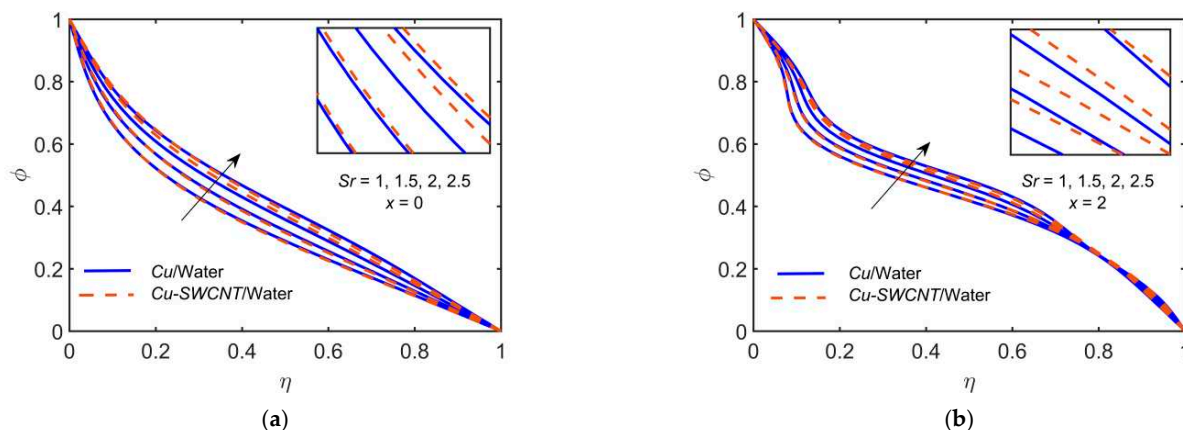 1
0.8
0.6
ϕ
0.4
0.2
0
Sr = 1, 1.5, 2, 2.5
x = 0
Cu/Water
Cu-SWCNT/Water
0 0.2 0.4 0.6 0.8 1
η
(a)
1
0.8
0.6
ϕ
0.4
0.2
0
Sr = 1, 1.5, 2, 2.5
x = 2
Cu/Water
Cu-SWCNT/Water
0 0.2 0.4 0.6 0.8 1
η
(b)